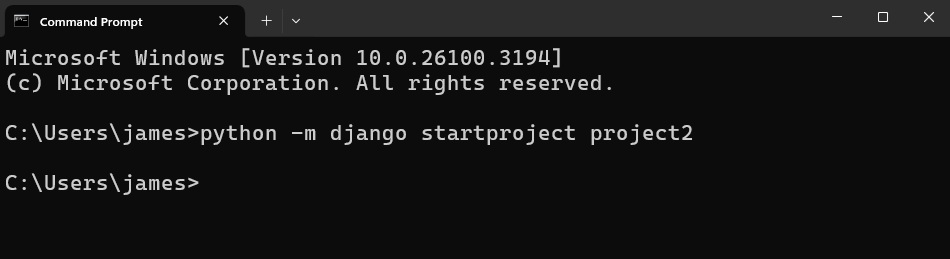 Command Prompt
Microsoft Windows [Version 10.0.26100.3194]
(c) Microsoft Corporation. All rights reserved.
C:\Users\james>python -m django startproject project2
C:\Users\james>